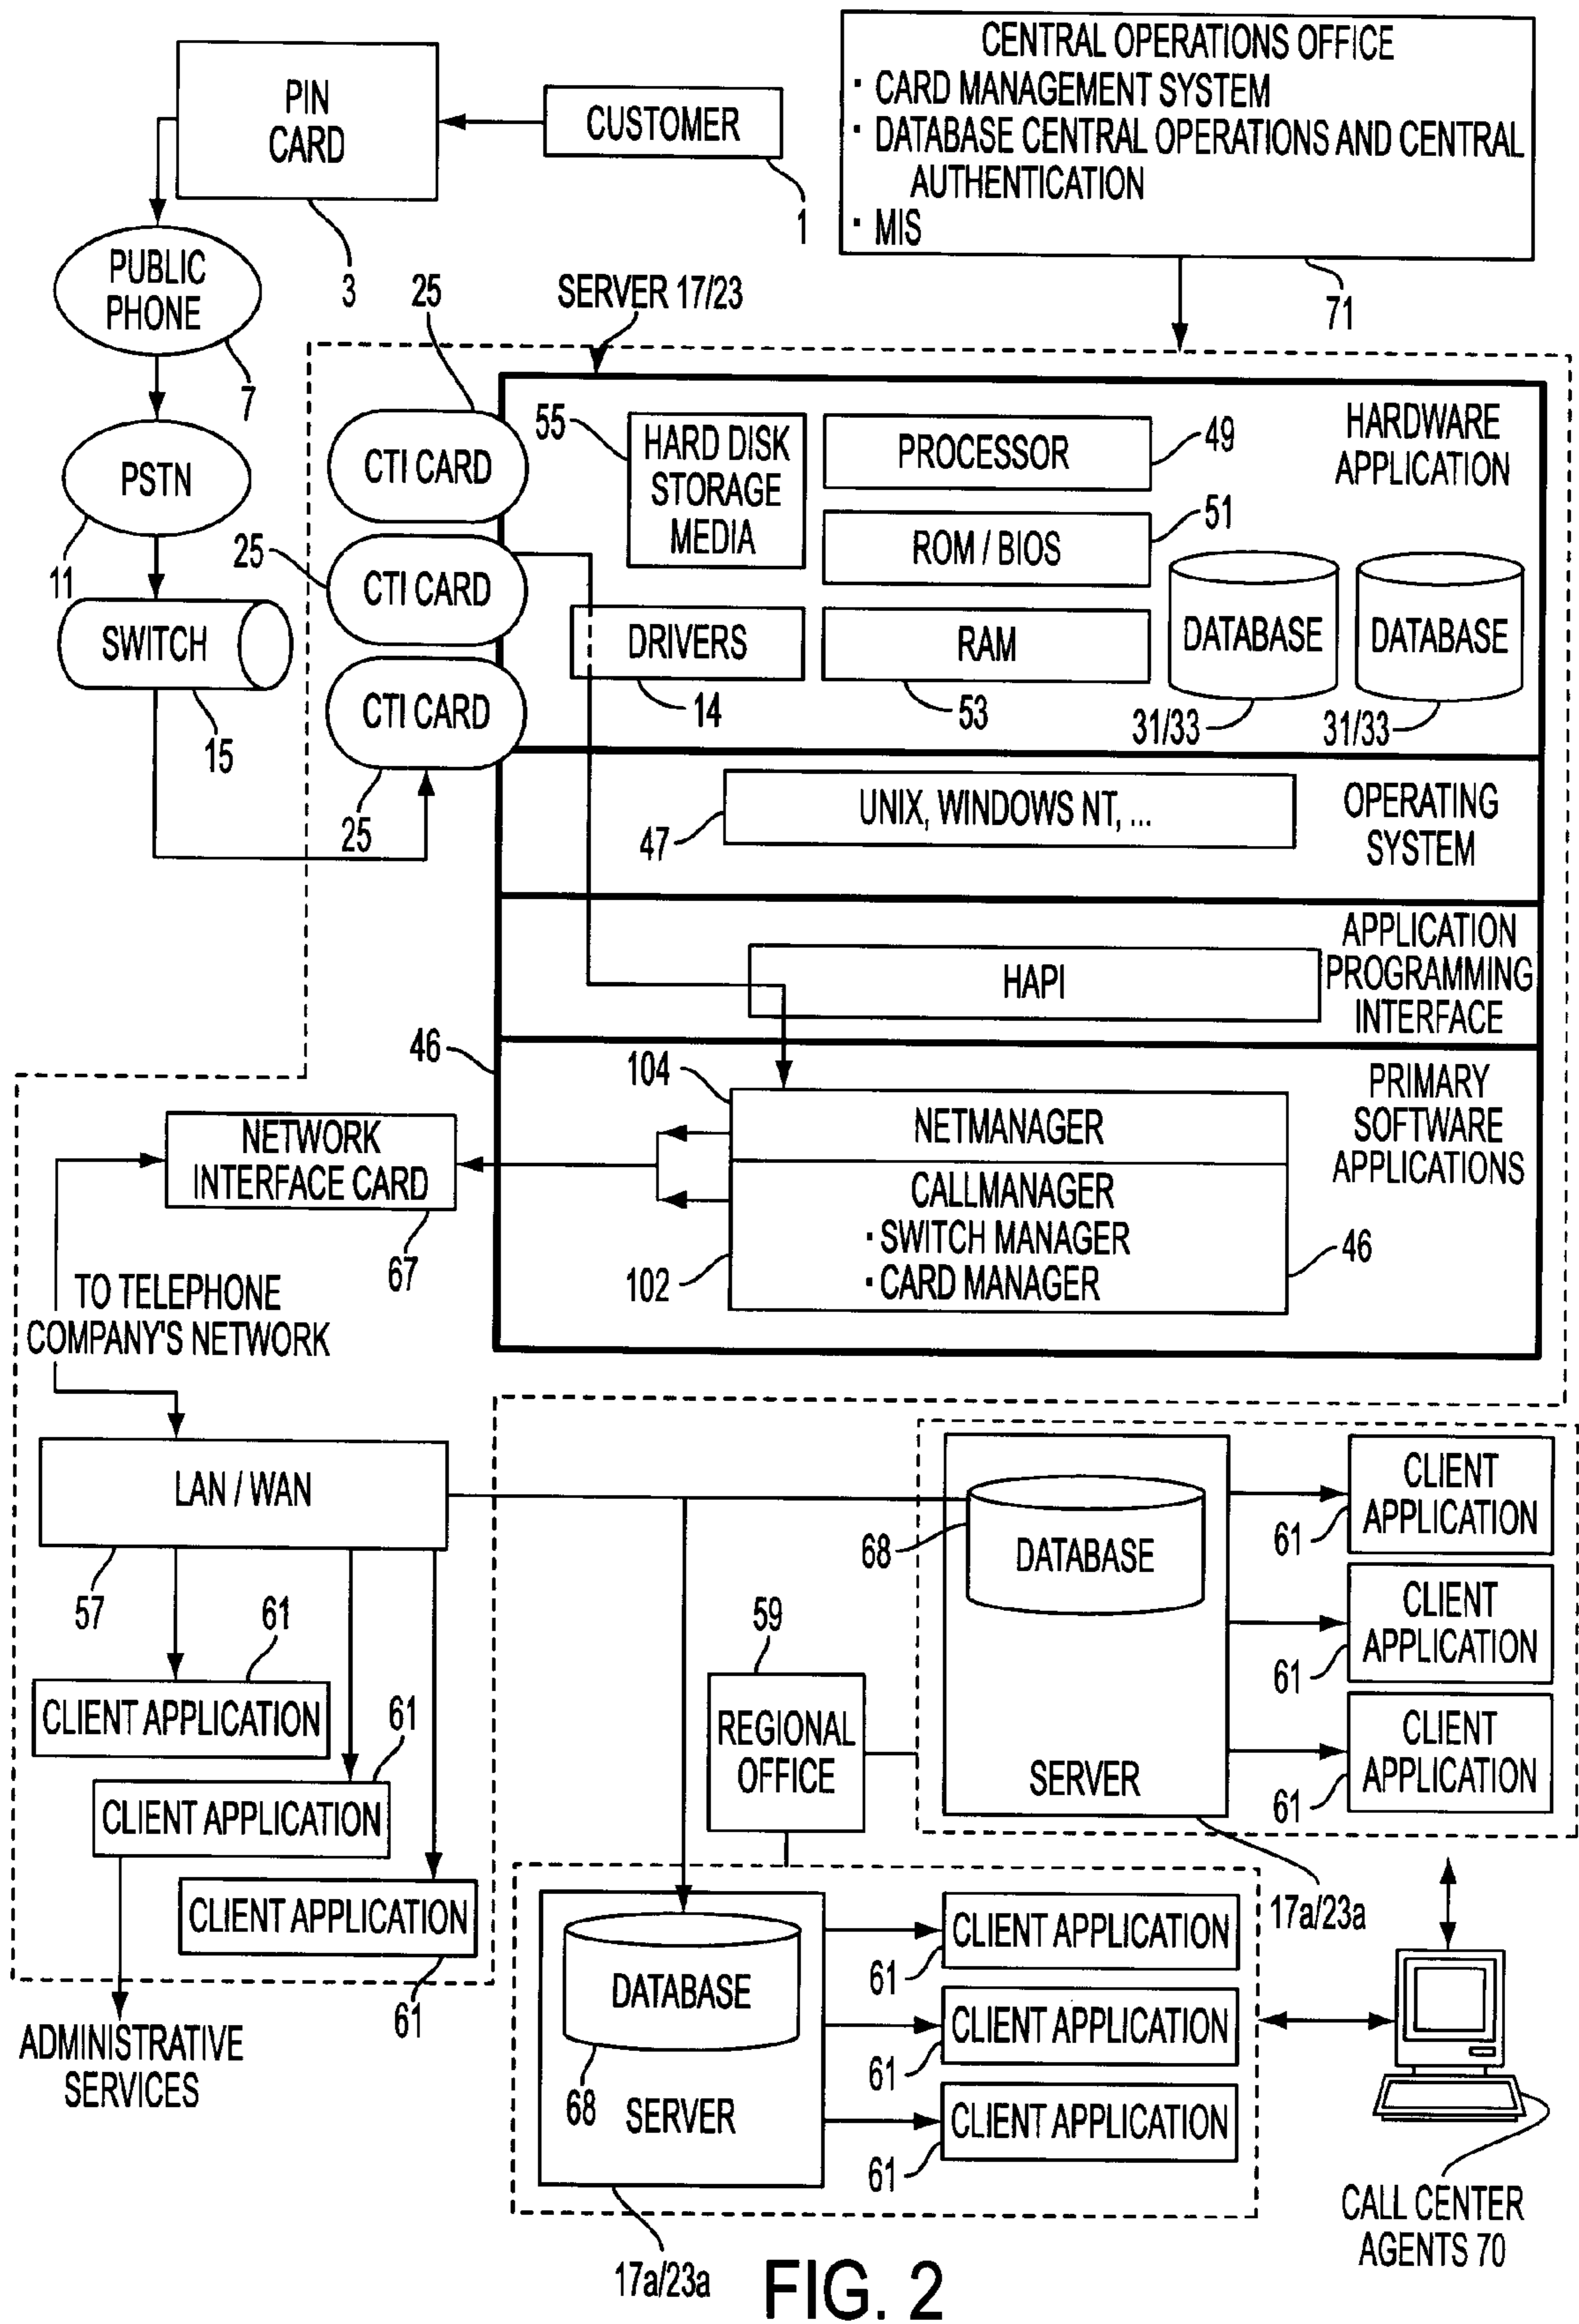 CENTRAL OPERATIONS OFFICE
· CARD MANAGEMENT SYSTEM
· DATABASE CENTRAL OPERATIONS AND CENTRAL
AUTHENTICATION
· MIS
71
PIN
CARD
3
CUSTOMER
1
PUBLIC
PHONE
7
PSTN
11
SWITCH
15
SERVER 17/23
25
CTI CARD
25
CTI CARD
CTI CARD
25
HARDWARE
APPLICATION
55
HARD DISK
STORAGE
MEDIA
PROCESSOR
49
ROM / BIOS
51
DRIVERS
14
RAM
53
DATABASE
31/33
DATABASE
31/33
UNIX, WINDOWS NT, ...
47
OPERATING
SYSTEM
HAPI
APPLICATION
PROGRAMMING
INTERFACE
46
104
NETMANAGER
CALLMANAGER
· SWITCH MANAGER
· CARD MANAGER
102
46
PRIMARY
SOFTWARE
APPLICATIONS
NETWORK
INTERFACE CARD
67
TO TELEPHONE
COMPANY'S NETWORK
LAN / WAN
57
61
CLIENT APPLICATION
61
CLIENT APPLICATION
CLIENT APPLICATION
61
ADMINISTRATIVE
SERVICES
59
REGIONAL
OFFICE
68
DATABASE
SERVER
17a/23a
CLIENT
APPLICATION
61
CLIENT
APPLICATION
61
CLIENT
APPLICATION
61
DATABASE
68
SERVER
17a/23a
CLIENT APPLICATION
61
CLIENT APPLICATION
61
CLIENT APPLICATION
61
CALL CENTER
AGENTS 70
FIG. 2